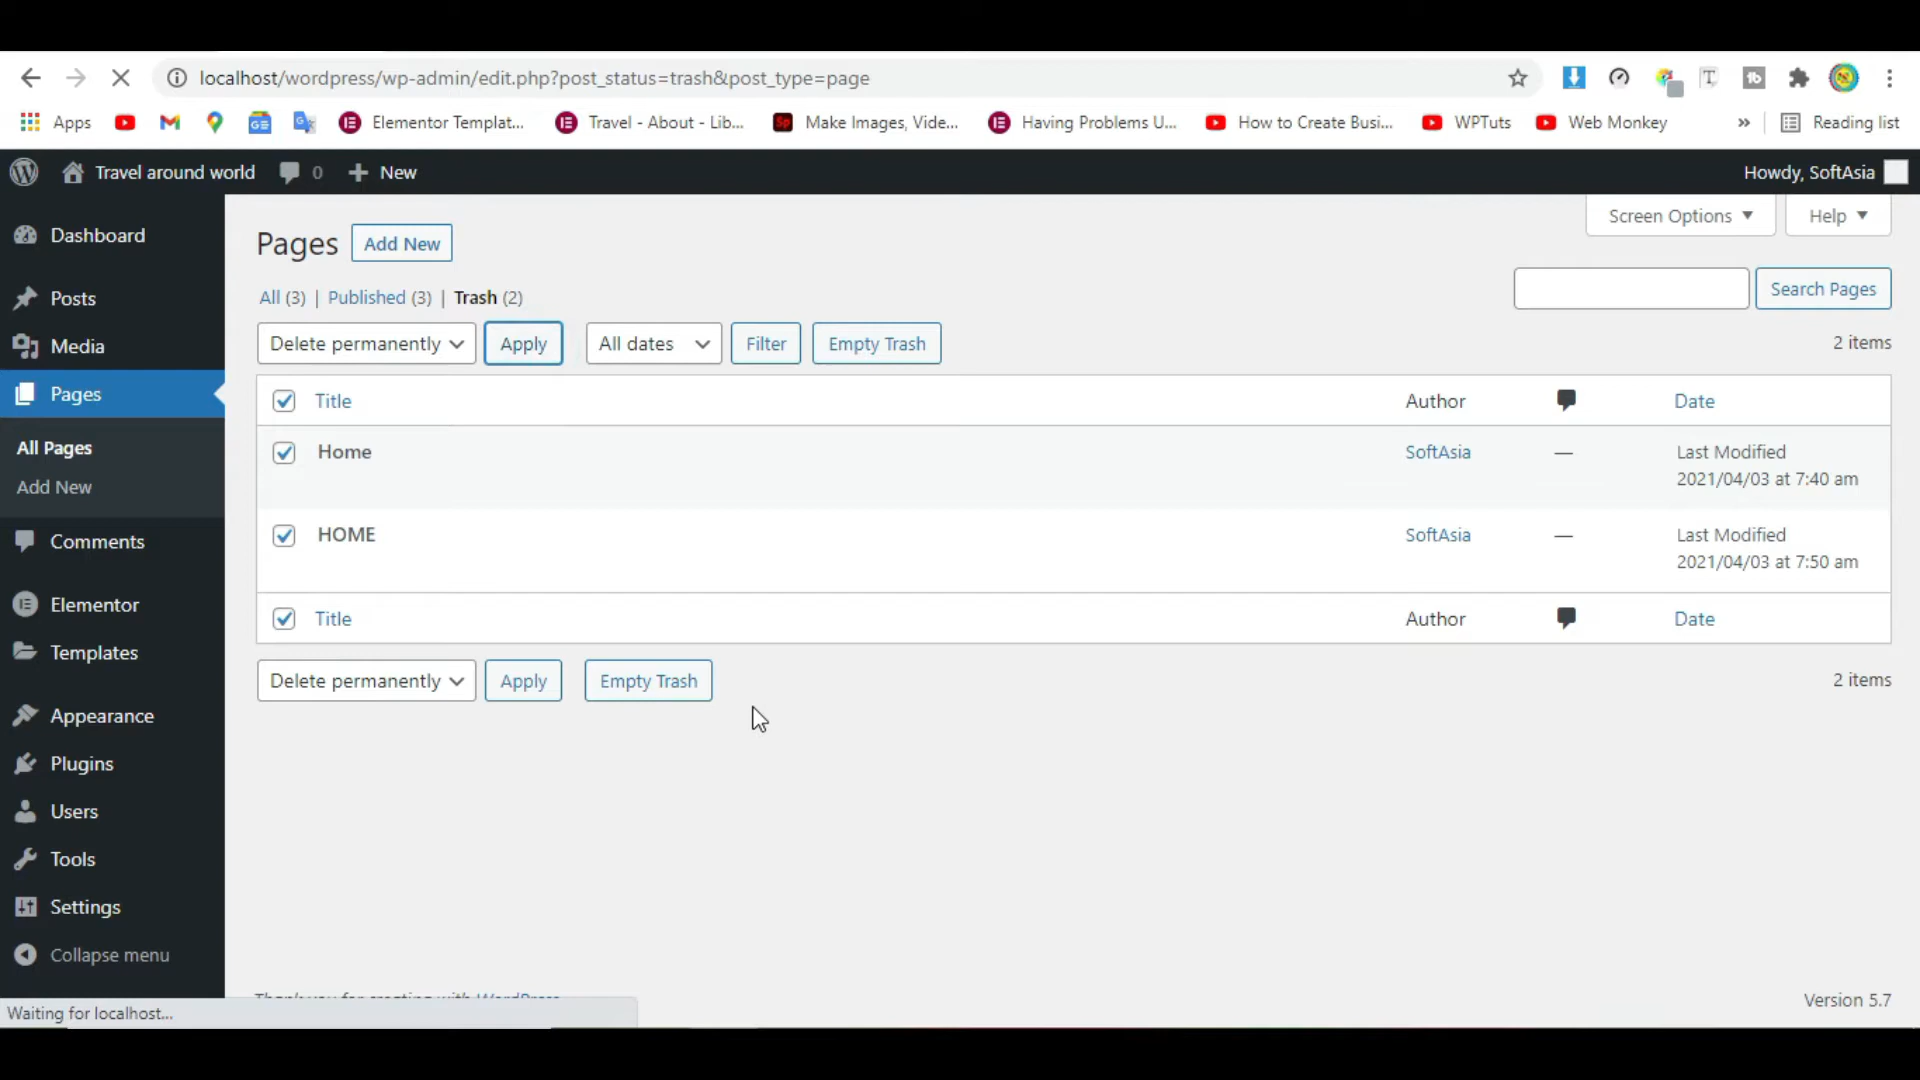 localhost/wordpress/wp-admin/edit.php?post_status=trash&post_type=page
Apps Elementor Templat... Travel - About - Lib... Make Images, Vide... Having Problems U... How to Create Busi... WPTuts Web Monkey » Reading list
Travel around world 0 + New Howdy, SoftAsia
Screen Options Help
Dashboard
Posts
Media
Pages
All Pages
Add New
Comments
Elementor
Templates
Appearance
Plugins
Users
Tools
Settings
Collapse menu
Pages Add New
All (3) | Published (3) | Trash (2)
Search Pages
Delete permanently Apply All dates Filter Empty Trash 2 items
Title Author Date
Home SoftAsia — Last Modified
2021/04/03 at 7:40 am
HOME SoftAsia — Last Modified
2021/04/03 at 7:50 am
Title Author Date
Delete permanently Apply Empty Trash 2 items
Thank you for creating with WordPress Version 5.7
Waiting for localhost...